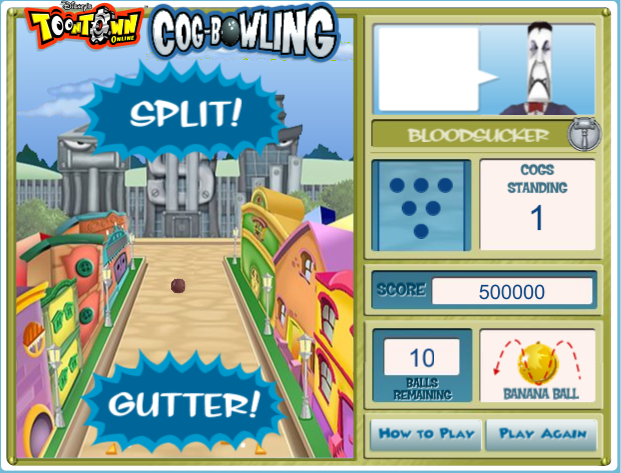 Disney's
TOONTOWN
ONLINE
COG-BOWLING
SPLIT!
BLOODSUCKER
COGS
STANDING
1
SCORE
500000
10
BALLS
REMAINING
BANANA BALL
GUTTER!
HOW TO PLAY
PLAY AGAIN